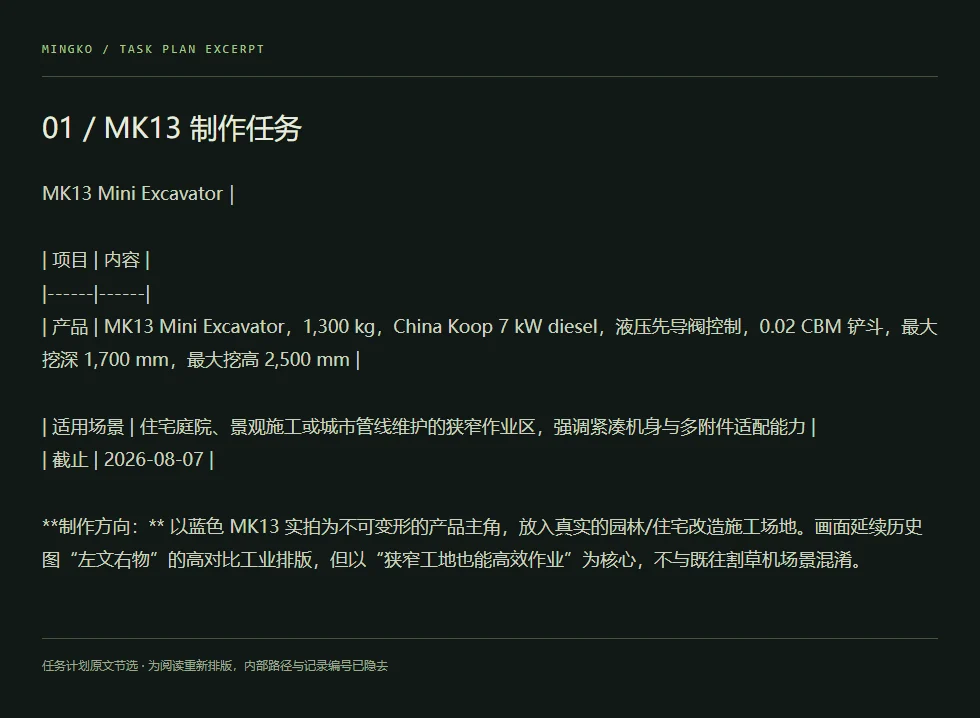 MINGKO / TASK PLAN EXCERPT
01 / MK13 制作任务
MK13 Mini Excavator |
| 项目 | 内容 |
|------|------|
| 产品 | MK13 Mini Excavator，1,300 kg，China Koop 7 kW diesel，液压先导阀控制，0.02 CBM 铲斗，最大
挖深 1,700 mm，最大挖高 2,500 mm |
| 适用场景 | 住宅庭院、景观施工或城市管线维护的狭窄作业区，强调紧凑机身与多附件适配能力 |
| 截止 | 2026-08-07 |
**制作方向：** 以蓝色 MK13 实拍为不可变形的产品主角，放入真实的园林/住宅改造施工场地。画面延续历史
图“左文右物”的高对比工业排版，但以“狭窄工地也能高效作业”为核心，不与既往割草机场景混淆。
任务计划原文节选 · 为阅读重新排版，内部路径与记录编号已隐去